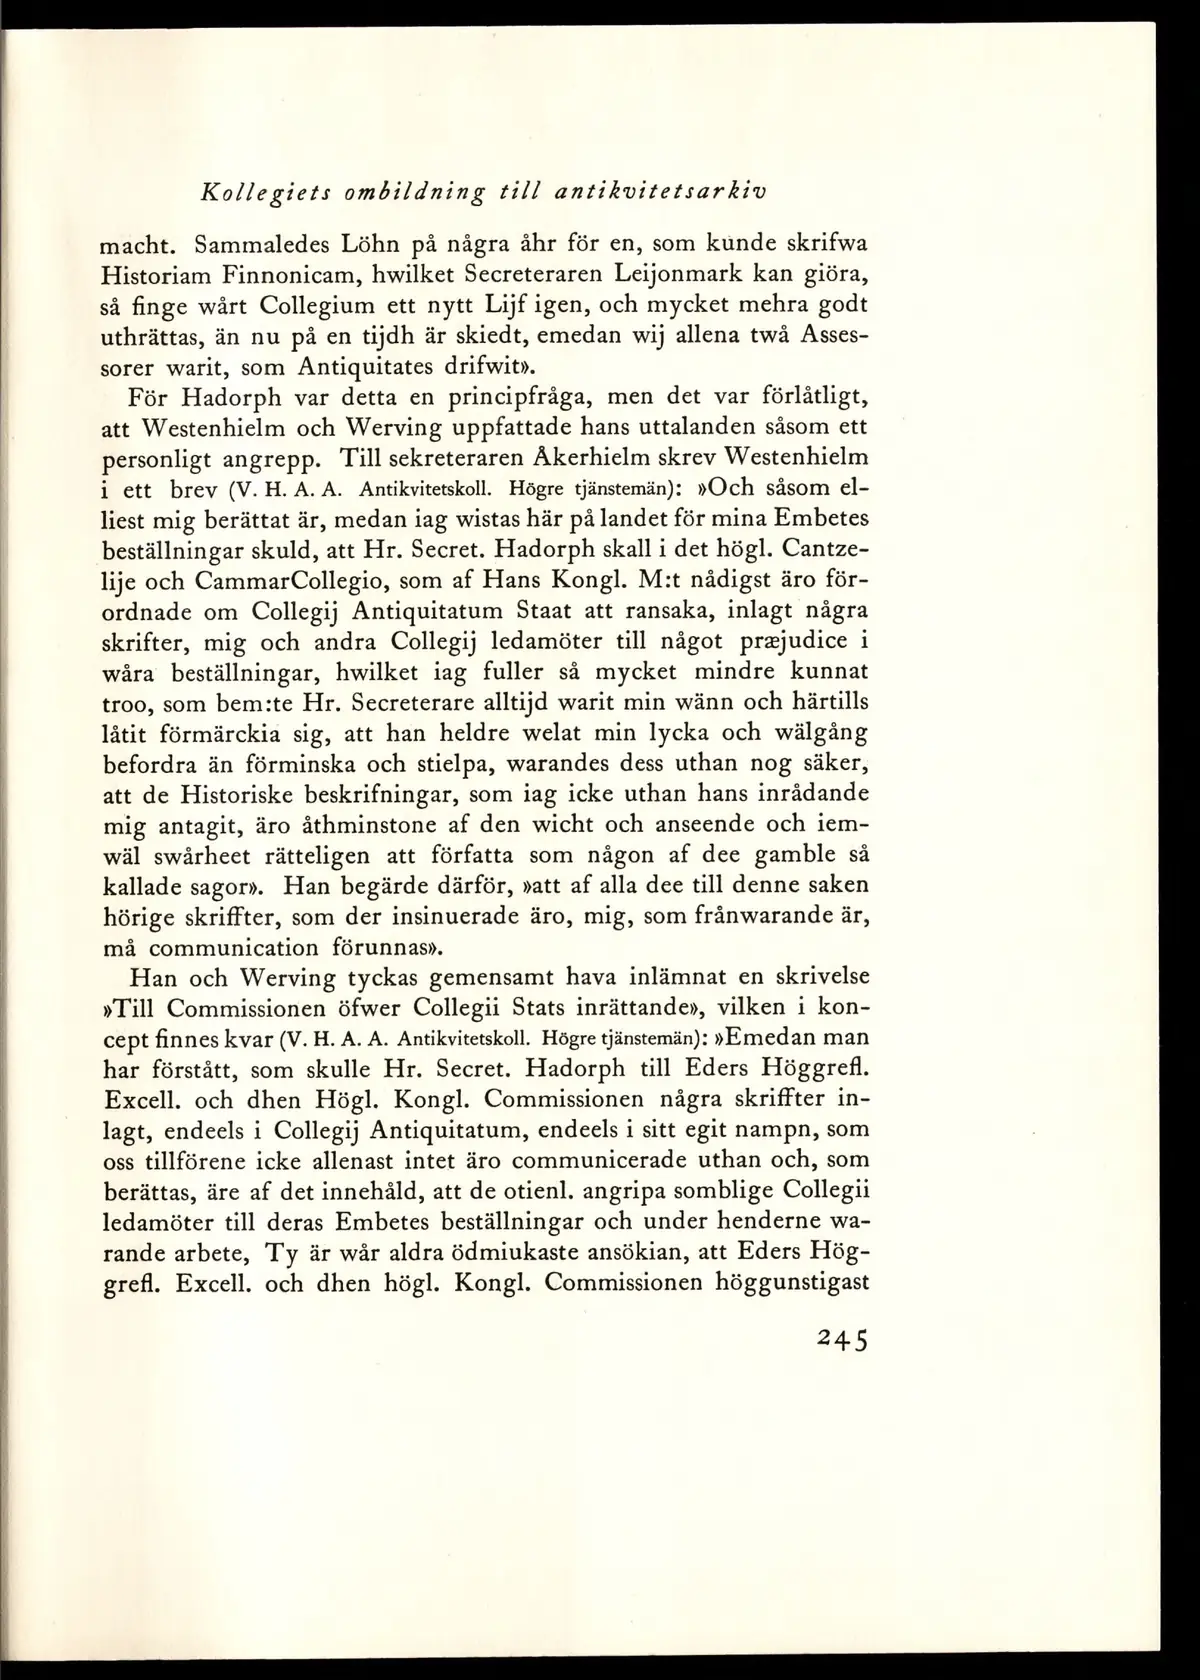 Kollegiets ombildning till antikvitetsarkiv
macht. Sammaledes Löhn på några åhr för en, som kunde skrifwa
Historiam Finnonicam, hwilket Secreteraren Leijonmark kan giöra,
så finge wårt Collegium ett nytt Lijf igen, och mycket mehra godt
uthrättas, än nu på en tijdh är skiedt, emedan wij allena twå Asses-
sorer warit, som Antiquitates drifwit».
För Hadorph var detta en principfråga, men det var förlåtligt,
att Westenhielm och Werving uppfattade hans uttalanden såsom ett
personligt angrepp. Till sekreteraren Åkerhielm skrev Westenhielm
i ett brev (V. H. A. A. Antikvitetskoll. Högre tjänstemän): »Och såsom el-
liest mig berättat är, medan iag wistas här på landet för mina Embetes
beställningar skuld, att Hr. Secret. Hadorph skall i det högl. Cantze-
lije och CammarCollegio, som af Hans Kongl. M:t nådigst äro för-
ordnade om Collegij Antiquitatum Staat att ransaka, inlagt några
skrifter, mig och andra Collegij ledamöter till något præjudice i
wåra beställningar, hwilket iag fuller så mycket mindre kunnat
troo, som bem:te Hr. Secreterare alltijd warit min wänn och härtills
låtit förmärckia sig, att han heldre welat min lycka och wälgång
befordra än förminska och stielpa, warandes dess uthan nog säker,
att de Historiske beskrifningar, som iag icke uthan hans inrådande
mig antagit, äro åthminstone af den wicht och anseende och iem-
wäl swårheet rätteligen att författa som någon af dee gamble så
kallade sagor». Han begärde därför, »att af alla dee till denne saken
hörige skriffter, som der insinuerade äro, mig, som frånwarande är,
må communication förunnas».
Han och Werving tyckas gemensamt hava inlämnat en skrivelse
»Till Commissionen öfwer Collegii Stats inrättande», vilken i kon-
cept finnes kvar (V. H. A. A. Antikvitetskoll. Högre tjänstemän): »Emedan man
har förstått, som skulle Hr. Secret. Hadorph till Eders Höggrefl.
Excell. och dhen Högl. Kongl. Commissionen några skriffter in-
lagt, endeels i Collegij Antiquitatum, endeels i sitt egit nampn, som
oss tillförene icke allenast intet äro communicerade uthan och, som
berättas, äre af det innehåld, att de otienl. angripa somblige Collegii
ledamöter till deras Embetes beställningar och under henderne wa-
rande arbete, Ty är wår aldra ödmiukaste ansökian, att Eders Hög-
grefl. Excell. och dhen högl. Kongl. Commissionen höggunstigast
245